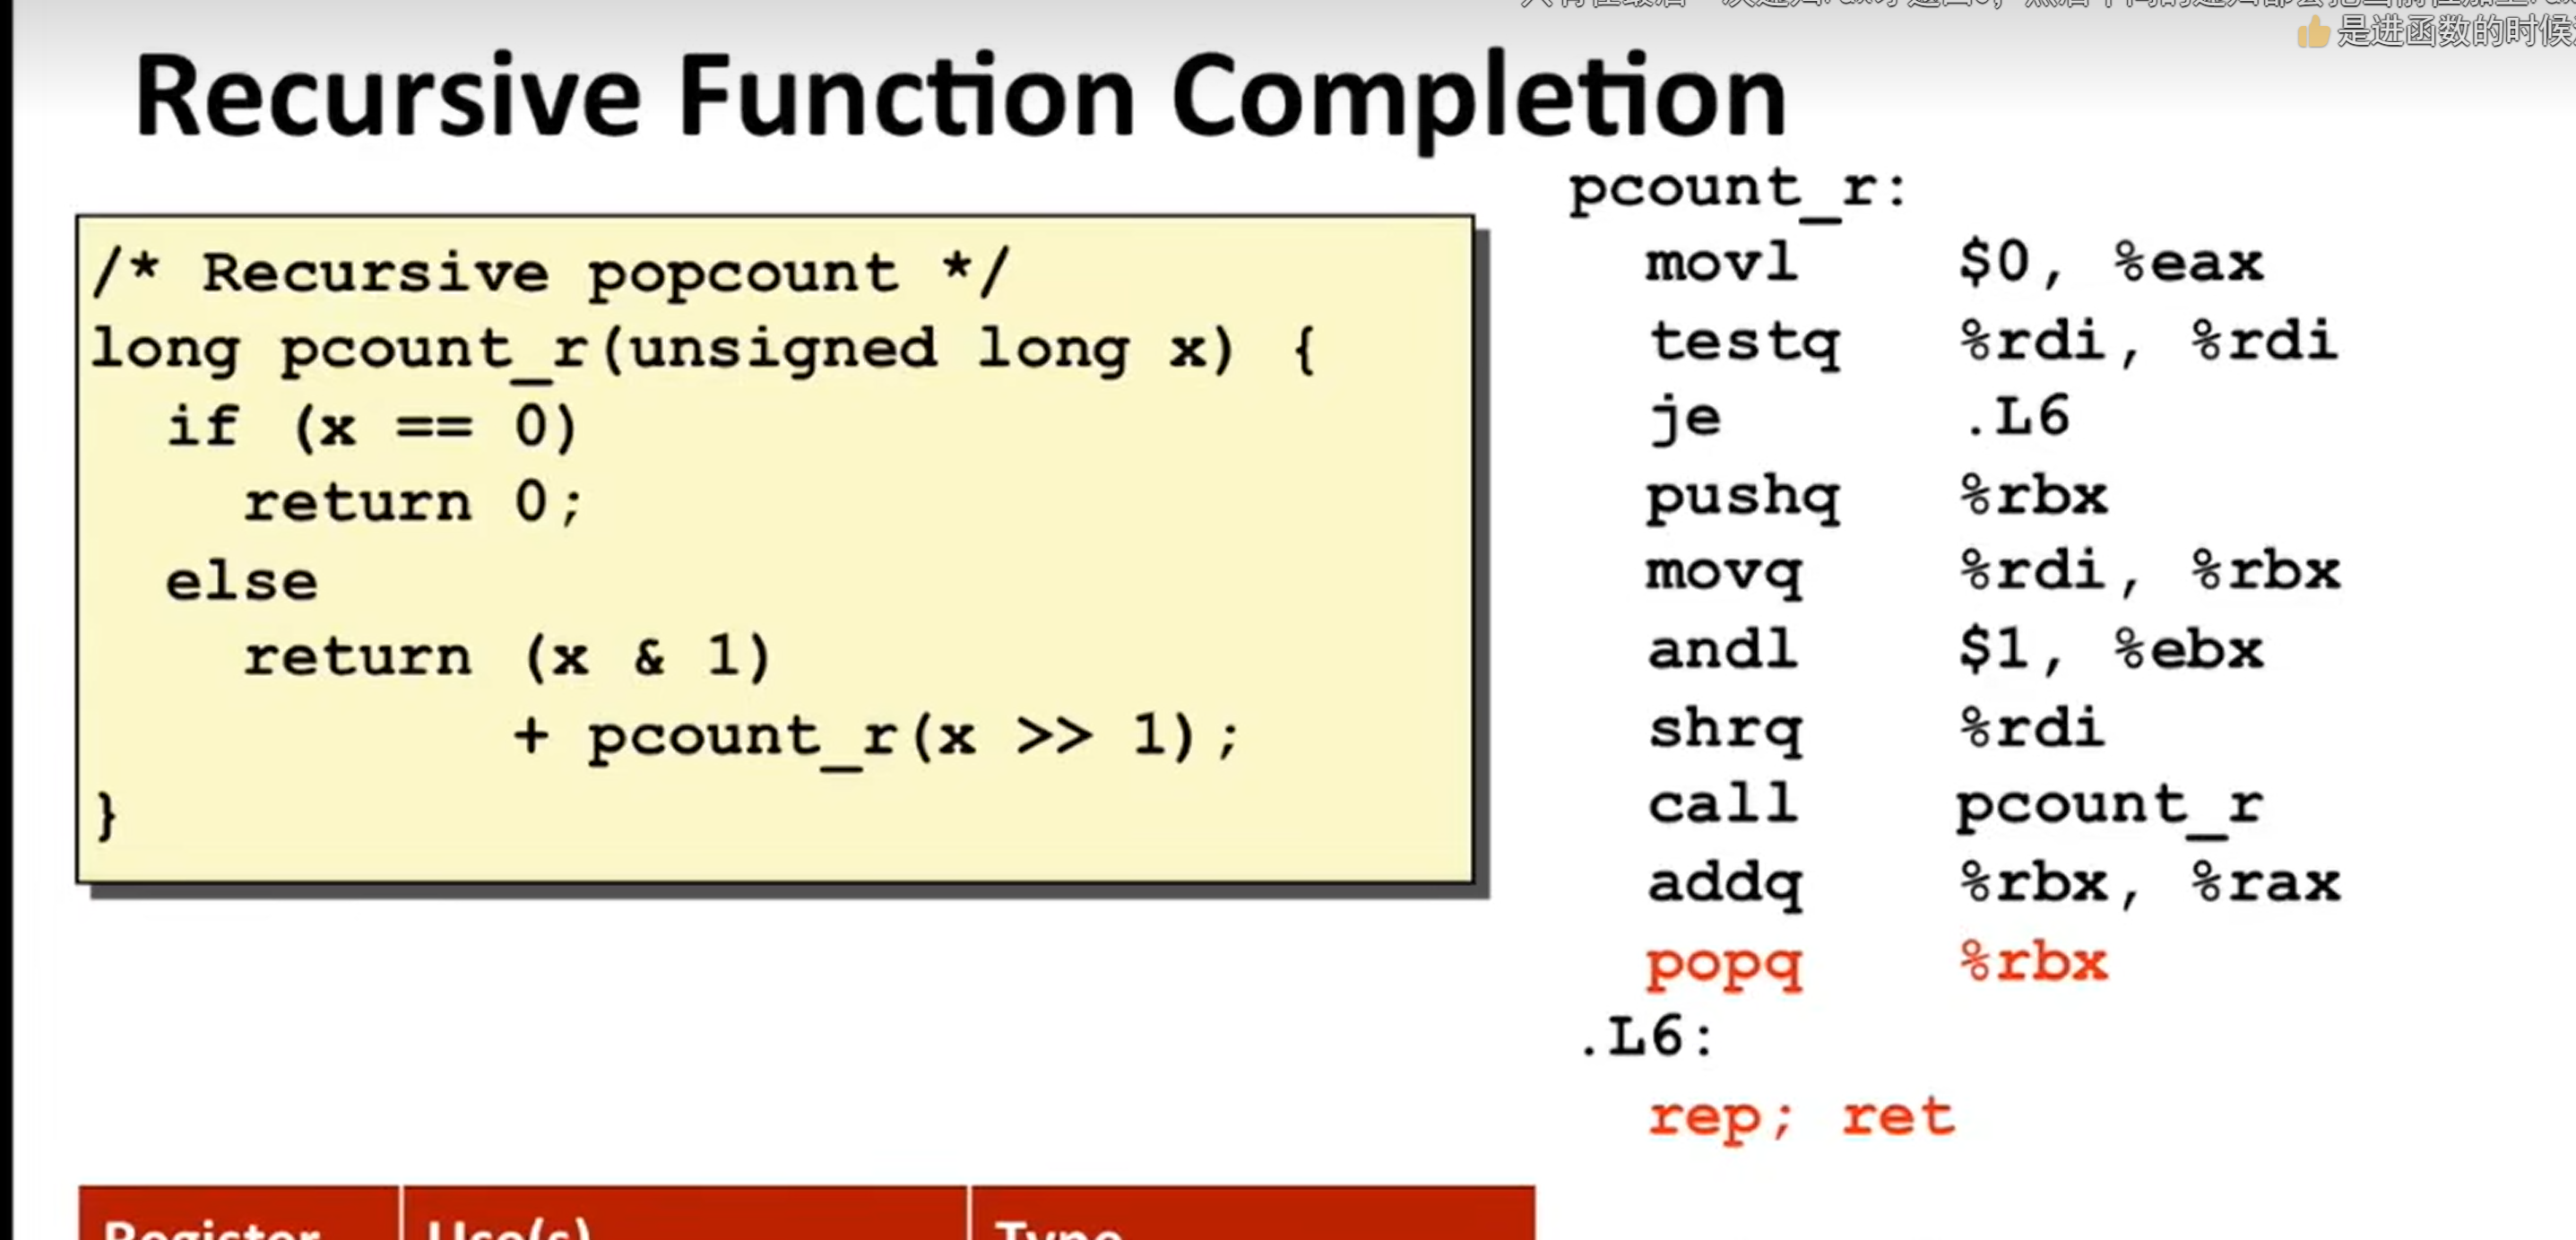 是进函数的时候
Recursive Function Completion
/* Recursive popcount */
long pcount_r(unsigned long x) {
  if (x == 0)
    return 0;
  else
    return (x & 1)
           + pcount_r(x >> 1);
}
pcount_r:
  movl    $0, %eax
  testq   %rdi, %rdi
  je      .L6
  pushq   %rbx
  movq    %rdi, %rbx
  andl    $1, %ebx
  shrq    %rdi
  call    pcount_r
  addq    %rbx, %rax
  popq    %rbx
.L6:
  rep; ret
Register Use(s) Type